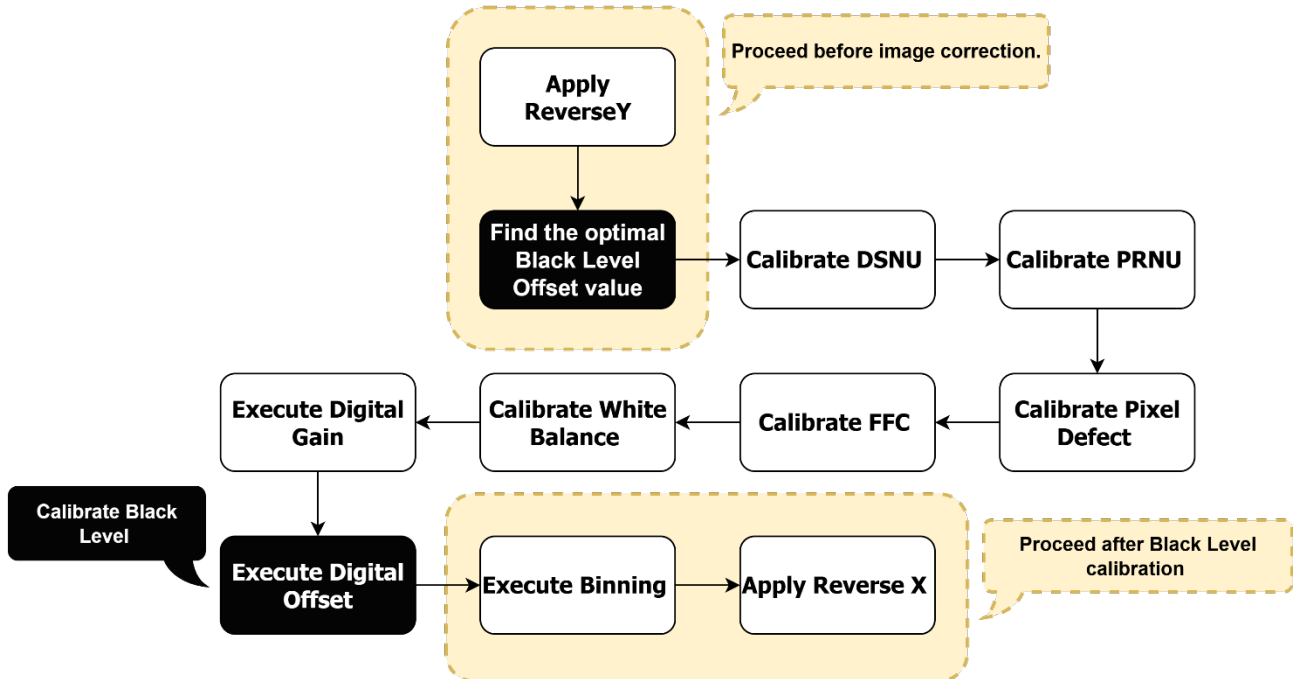 Proceed before image correction.
Apply
ReverseY
Find the optimal
Black Level
Offset value
Calibrate DSNU
Calibrate PRNU
Execute Digital
Gain
Calibrate White
Balance
Calibrate FFC
Calibrate Pixel
Defect
Calibrate Black
Level
Execute Digital
Offset
Execute Binning
Apply Reverse X
Proceed after Black Level
calibration